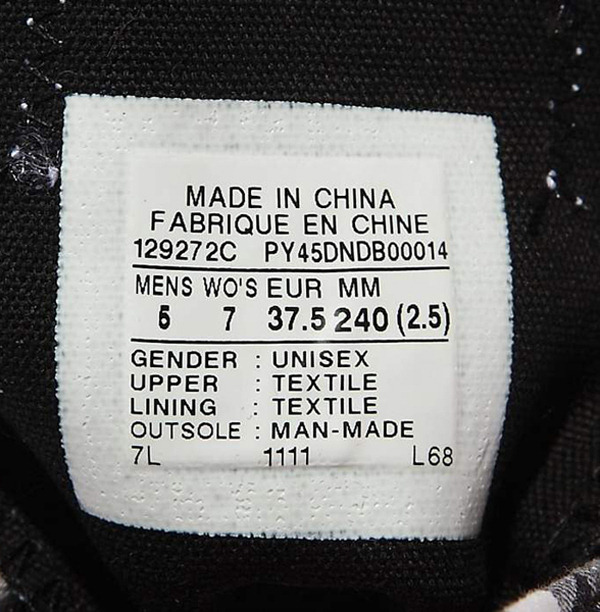 MADE IN CHINA
FABRIQUE EN CHINE
129272C PY45DNDB00014
MENS WO'S EUR MM
5 7 37.5 240 (2.5)
GENDER : UNISEX
UPPER : TEXTILE
LINING : TEXTILE
OUTSOLE : MAN-MADE
7L 1111 L68